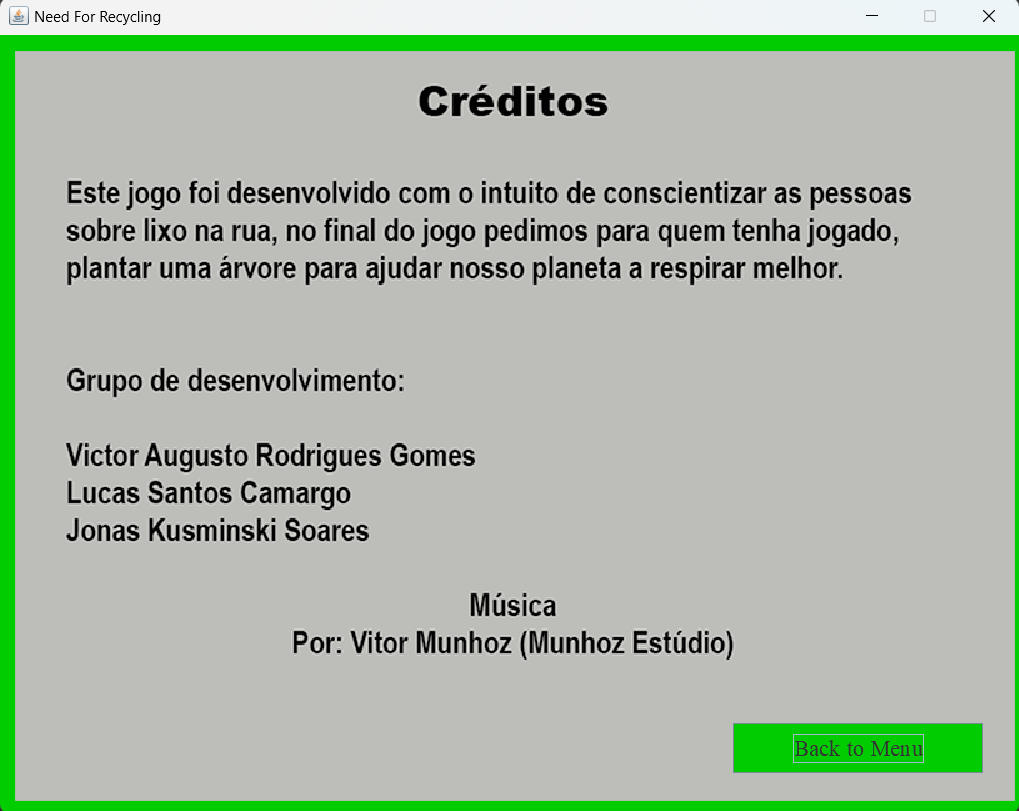 Need For Recycling
Créditos
Este jogo foi desenvolvido com o intuito de conscientizar as pessoas
sobre lixo na rua, no final do jogo pedimos para quem tenha jogado,
plantar uma árvore para ajudar nosso planeta a respirar melhor.
Grupo de desenvolvimento:
Victor Augusto Rodrigues Gomes
Lucas Santos Camargo
Jonas Kusminski Soares
Música
Por: Vitor Munhoz (Munhoz Estúdio)
Back to Menu